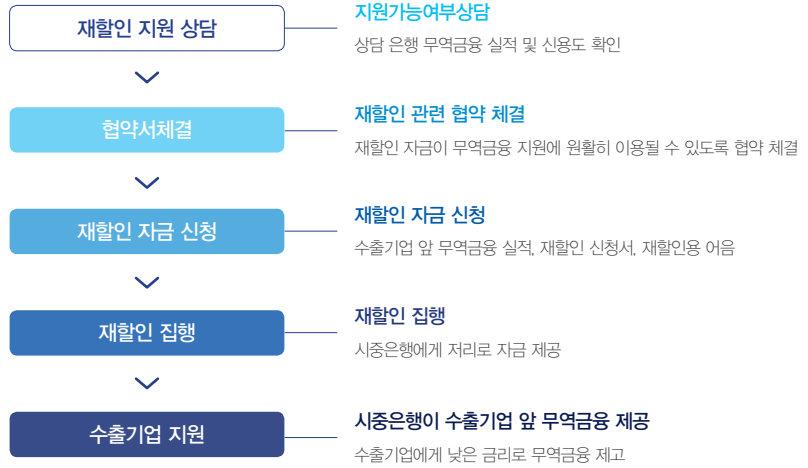 재할인 지원 상담
지원가능여부상담
상담 은행 무역금융 실적 및 신용도 확인
협약서체결
재할인 관련 협약 체결
재할인 자금이 무역금융 지원에 원활히 이용될 수 있도록 협약 체결
재할인 자금 신청
재할인 자금 신청
수출기업 앞 무역금융 실적, 재할인 신청서, 재할인용 어음
재할인 집행
재할인 집행
시중은행에게 저리로 자금 제공
수출기업 지원
시중은행이 수출기업 앞 무역금융 제공
수출기업에게 낮은 금리로 무역금융 제고